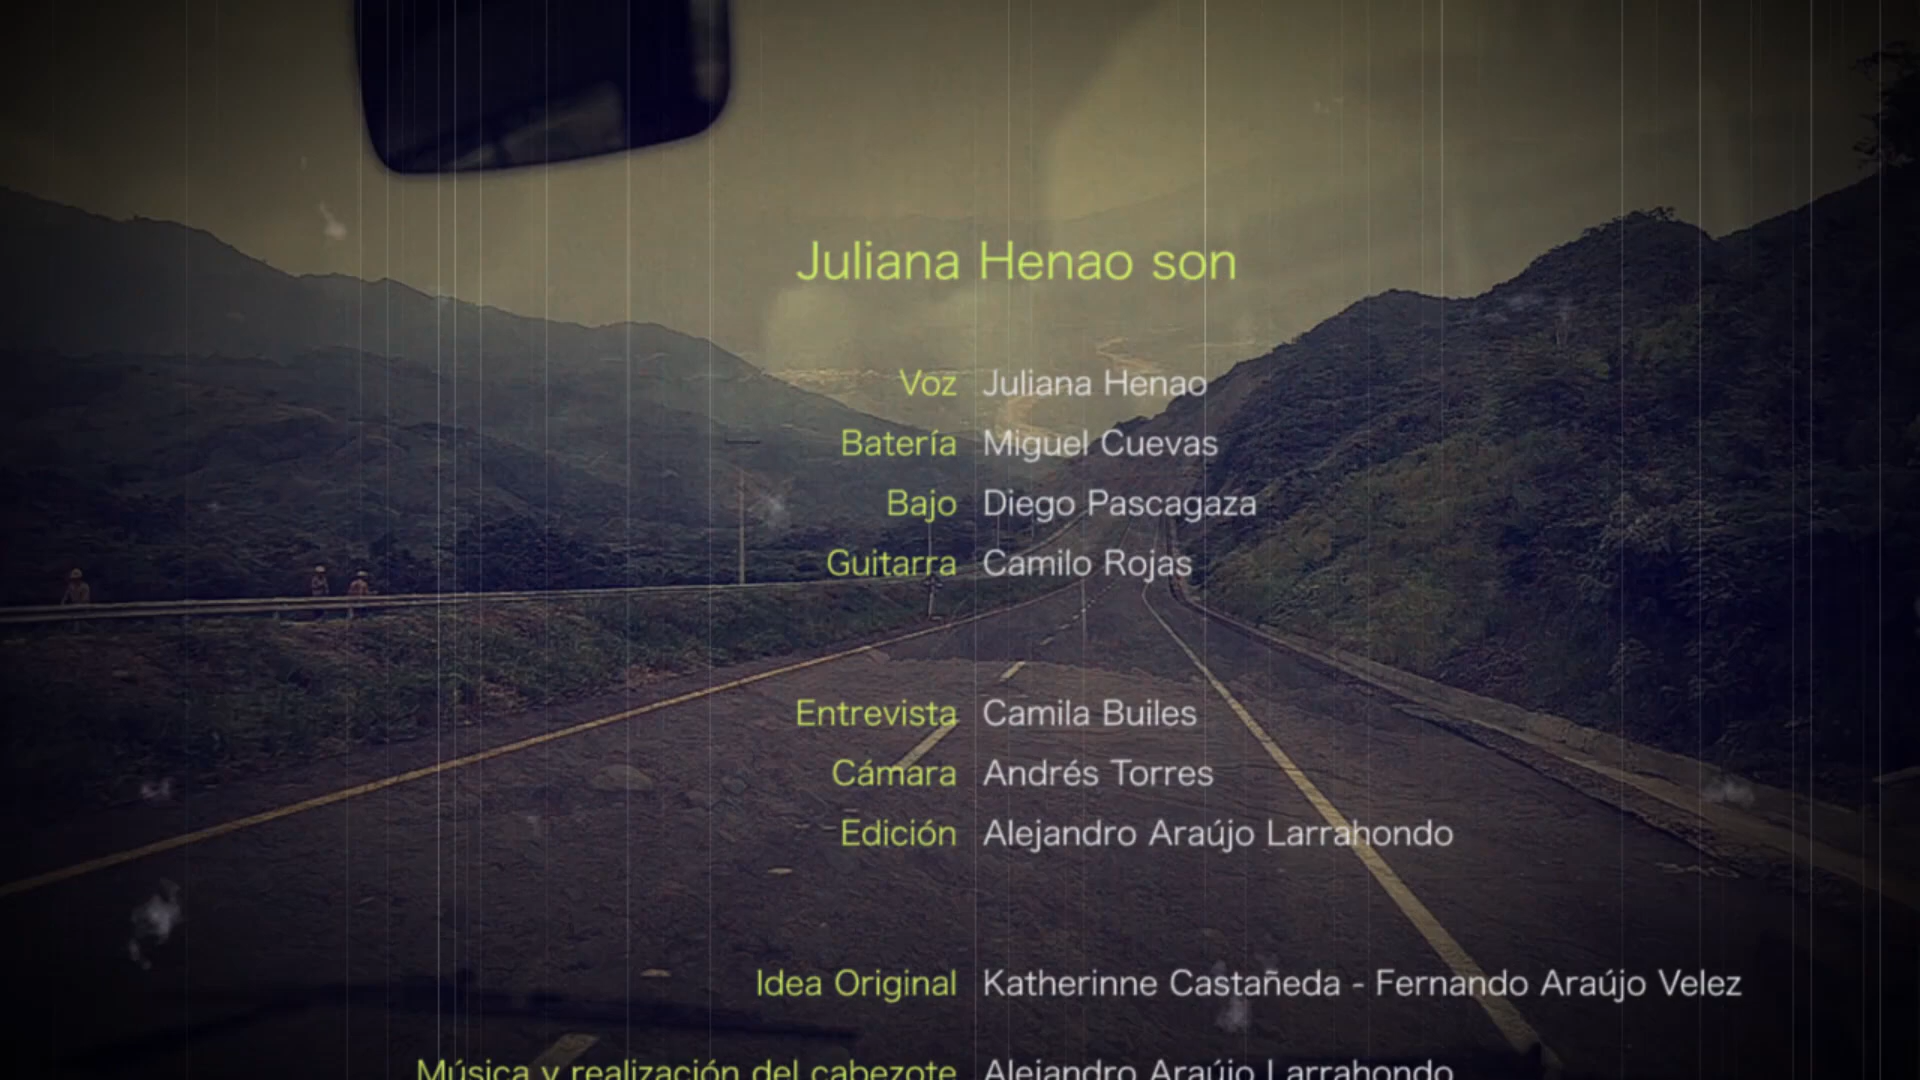 Juliana Henao son
Voz Juliana Henao
Batería Miguel Cuevas
Bajo Diego Pascagaza
Guitarra Camilo Rojas
Entrevista Camila Builes
Cámara Andrés Torres
Edición Alejandro Araújo Larrahondo
Idea Original Katherinne Castañeda - Fernando Araújo Velez
Música y realización del cabezote Alejandro Araújo Larrahondo